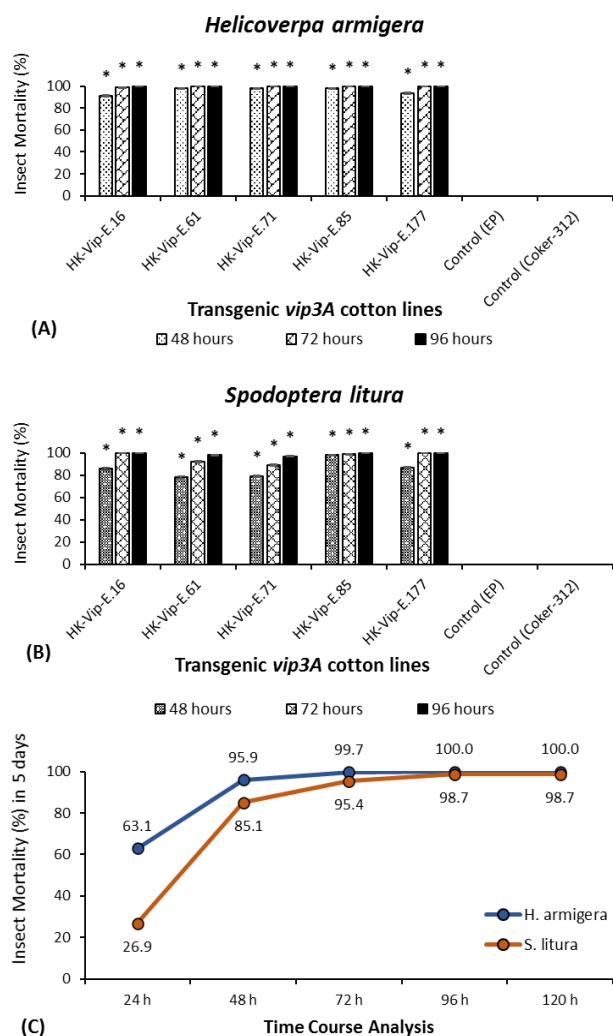 Helicoverpa armigera
Insect Mortality (%)
* * * * * * * * * * * * * * *
100
80
60
40
20
0
HK-Vip-E.16
HK-Vip-E.61
HK-Vip-E.71
HK-Vip-E.85
HK-Vip-E.177
Control (EP)
Control (Coker-312)
Transgenic vip3A cotton lines
(A)
48 hours 72 hours 96 hours
Spodoptera litura
Insect Mortality (%)
* * * * * * * * * * * * * * *
100
80
60
40
20
0
HK-Vip-E.16
HK-Vip-E.61
HK-Vip-E.71
HK-Vip-E.85
HK-Vip-E.177
Control (EP)
Control (Coker-312)
(B)
Transgenic vip3A cotton lines
48 hours 72 hours 96 hours
Insect Mortality (%) in 5 days
100
80
60
40
20
0
63.1 95.9 99.7 100.0 100.0
26.9 85.1 95.4 98.7 98.7
H. armigera
S. litura
24 h 48 h 72 h 96 h 120 h
(C) Time Course Analysis